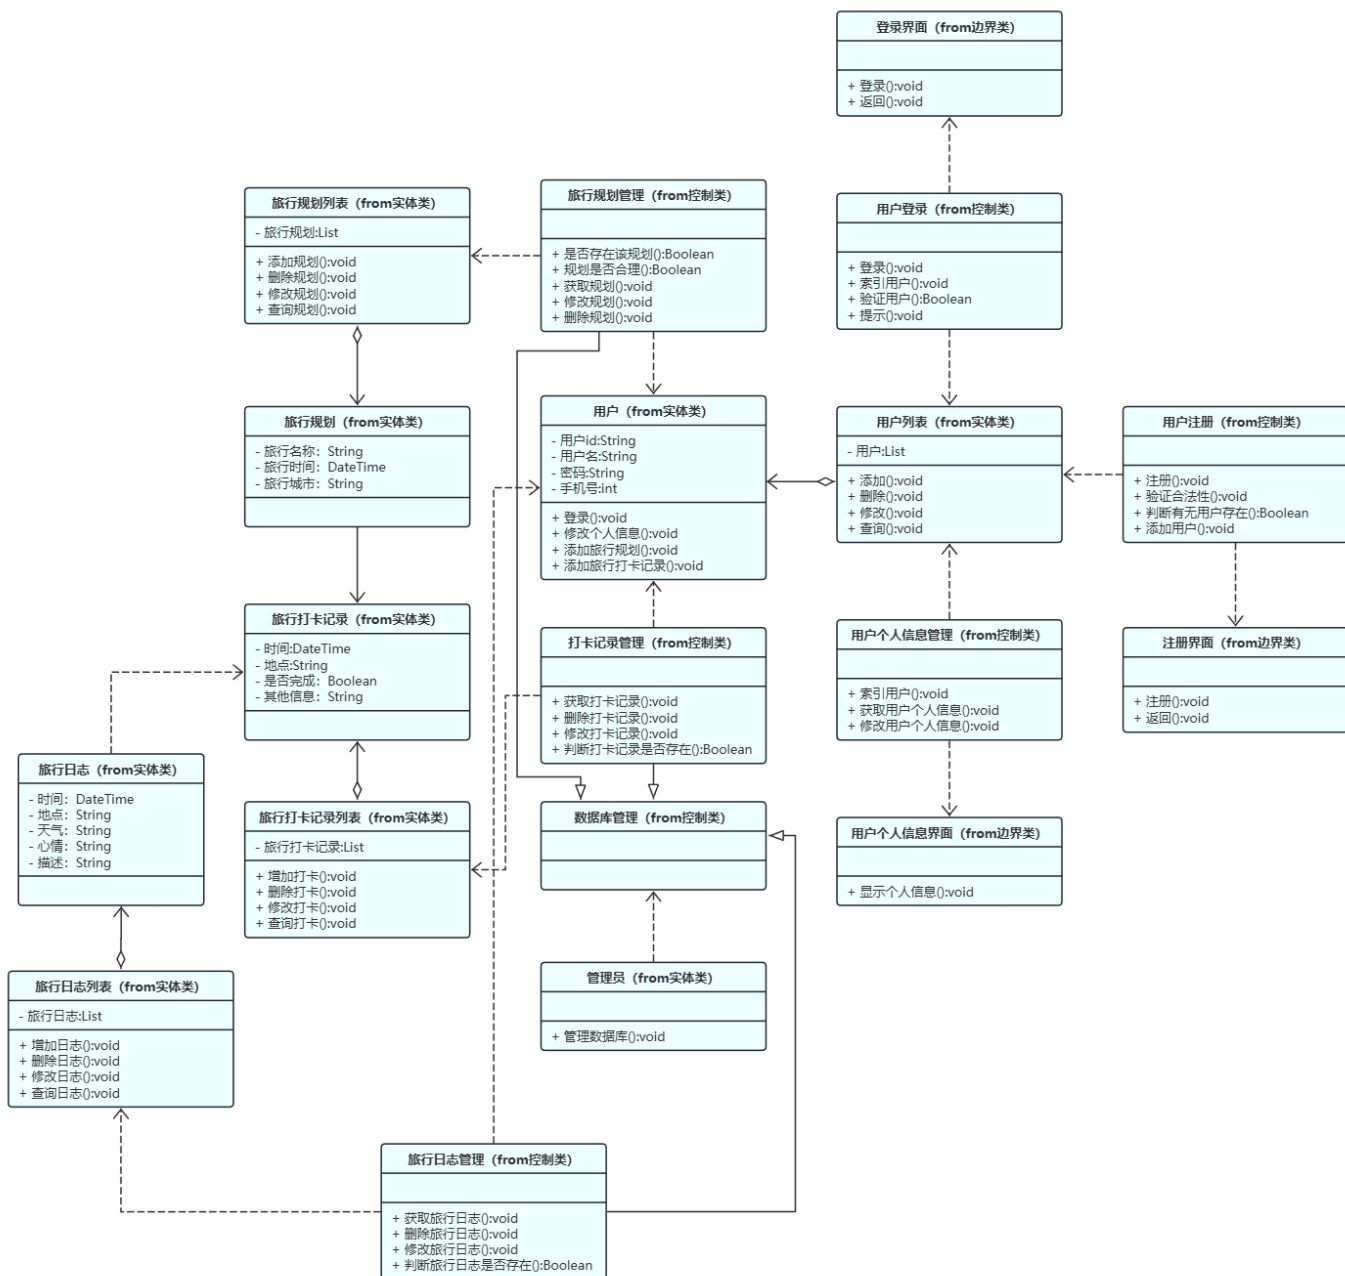 登录界面（from边界类）
+ 登录():void
+ 返回():void
旅行规划列表（from实体类）
- 旅行规划:List
+ 添加规划():void
+ 删除规划():void
+ 修改规划():void
+ 查询规划():void
旅行规划管理（from控制类）
+ 是否存在该规划():Boolean
+ 规划是否合理():Boolean
+ 获取规划():void
+ 修改规划():void
+ 删除规划():void
用户登录（from控制类）
+ 登录():void
+ 索引用户():void
+ 验证用户():Boolean
+ 提示():void
旅行规划（from实体类）
- 旅行名称：String
- 旅行时间：DateTime
- 旅行城市：String
用户（from实体类）
- 用户id:String
- 用户名:String
- 密码:String
- 手机号:int
+ 登录():void
+ 修改个人信息():void
+ 添加旅行规划():void
+ 添加旅行打卡记录():void
用户列表（from实体类）
- 用户:List
+ 添加():void
+ 删除():void
+ 修改():void
+ 查询():void
用户注册（from控制类）
+ 注册():void
+ 验证合法性():void
+ 判断有无用户存在():Boolean
+ 添加用户():void
旅行打卡记录（from实体类）
- 时间:DateTime
- 地点:String
- 是否完成：Boolean
- 其他信息：String
打卡记录管理（from控制类）
+ 获取打卡记录():void
+ 删除打卡记录():void
+ 修改打卡记录():void
+ 判断打卡记录是否存在():Boolean
用户个人信息管理（from控制类）
+ 索引用户():void
+ 获取用户个人信息():void
+ 修改用户个人信息():void
注册界面（from边界类）
+ 注册():void
+ 返回():void
旅行日志（from实体类）
- 时间：DateTime
- 地点：String
- 天气：String
- 心情：String
- 描述：String
旅行打卡记录列表（from实体类）
- 旅行打卡记录:List
+ 增加打卡():void
+ 删除打卡():void
+ 修改打卡():void
+ 查询打卡():void
数据库管理（from控制类）
用户个人信息界面（from边界类）
+ 显示个人信息():void
旅行日志列表（from实体类）
- 旅行日志:List
+ 增加日志():void
+ 删除日志():void
+ 修改日志():void
+ 查询日志():void
管理员（from实体类）
+ 管理数据库():void
旅行日志管理（from控制类）
+ 获取旅行日志():void
+ 删除旅行日志():void
+ 修改旅行日志():void
+ 判断旅行日志是否存在():Boolean